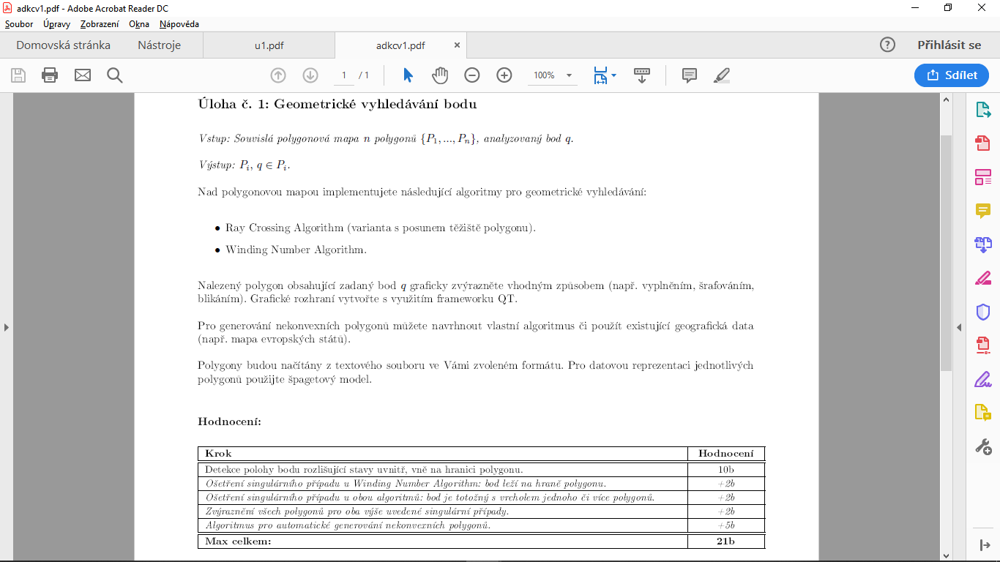 adkcv1.pdf - Adobe Acrobat Reader DC
Soubor Úpravy Zobrazení Okna Nápověda
Domovská stránka Nástroje u1.pdf adkcv1.pdf × Přihlásit se
1 / 1 100% Sdílet
Úloha č. 1: Geometrické vyhledávání bodu
Vstup: Souvislá polygonová mapa n polygonů {P₁, ..., Pₙ}, analyzovaný bod q.
Výstup: Pᵢ, q ∈ Pᵢ.
Nad polygonovou mapou implementujete následující algoritmy pro geometrické vyhledávání:
• Ray Crossing Algorithm (varianta s posunem těžiště polygonu).
• Winding Number Algorithm.
Nalezený polygon obsahující zadaný bod q graficky zvýrazněte vhodným způsobem (např. vyplněním, šrafováním,
blikáním). Grafické rozhraní vytvořte s využitím frameworku QT.
Pro generování nekonvexních polygonů můžete navrhnout vlastní algoritmus či použít existující geografická data
(např. mapa evropských států).
Polygony budou načítány z textového souboru ve Vámi zvoleném formátu. Pro datovou reprezentaci jednotlivých
polygonů použijte špagetový model.
Hodnocení:
Krok Hodnocení
Detekce polohy bodu rozlišující stavy uvnitř, vně na hranici polygonu. 10b
Ošetření singulárního případu u Winding Number Algorithm: bod leží na hraně polygonu. +2b
Ošetření singulárního případu u obou algoritmů: bod je totožný s vrcholem jednoho či více polygonů. +2b
Zvýraznění všech polygonů pro oba výše uvedené singulární případy. +2b
Algoritmus pro automatické generování nekonvexních polygonů. +5b
Max celkem: 21b